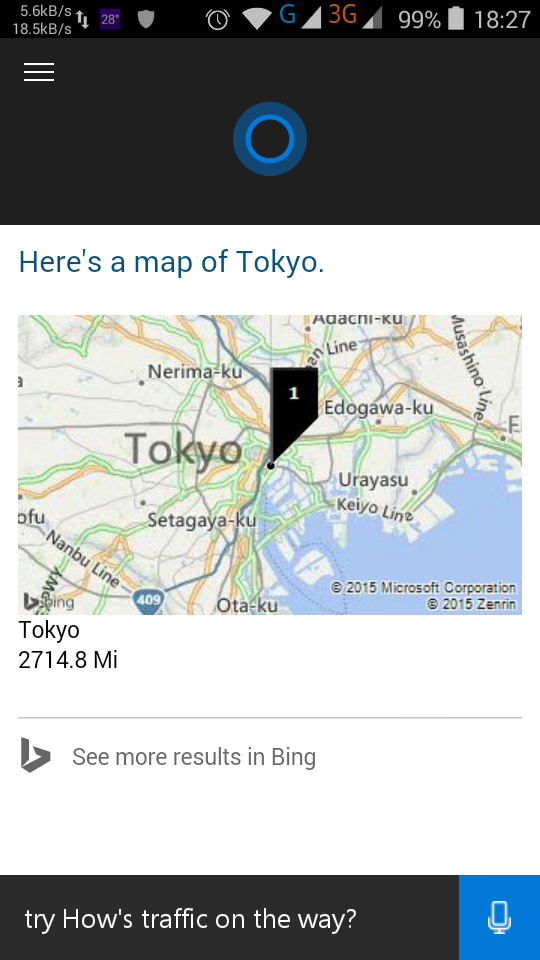 5.6kB/s
18.5kB/s
28°
G
3G
99%
18:27
Here's a map of Tokyo.
Adachi-ku
en Line
Musashino Line
Nerima-ku
1
Edogawa-ku
Tokyo
Urayasu
ofu
Setagaya-ku
Keiyo Line
Nanbu Line
409
© 2015 Microsoft Corporation
bing
Ota-ku
© 2015 Zenrin
Tokyo
2714.8 Mi
See more results in Bing
try How's traffic on the way?